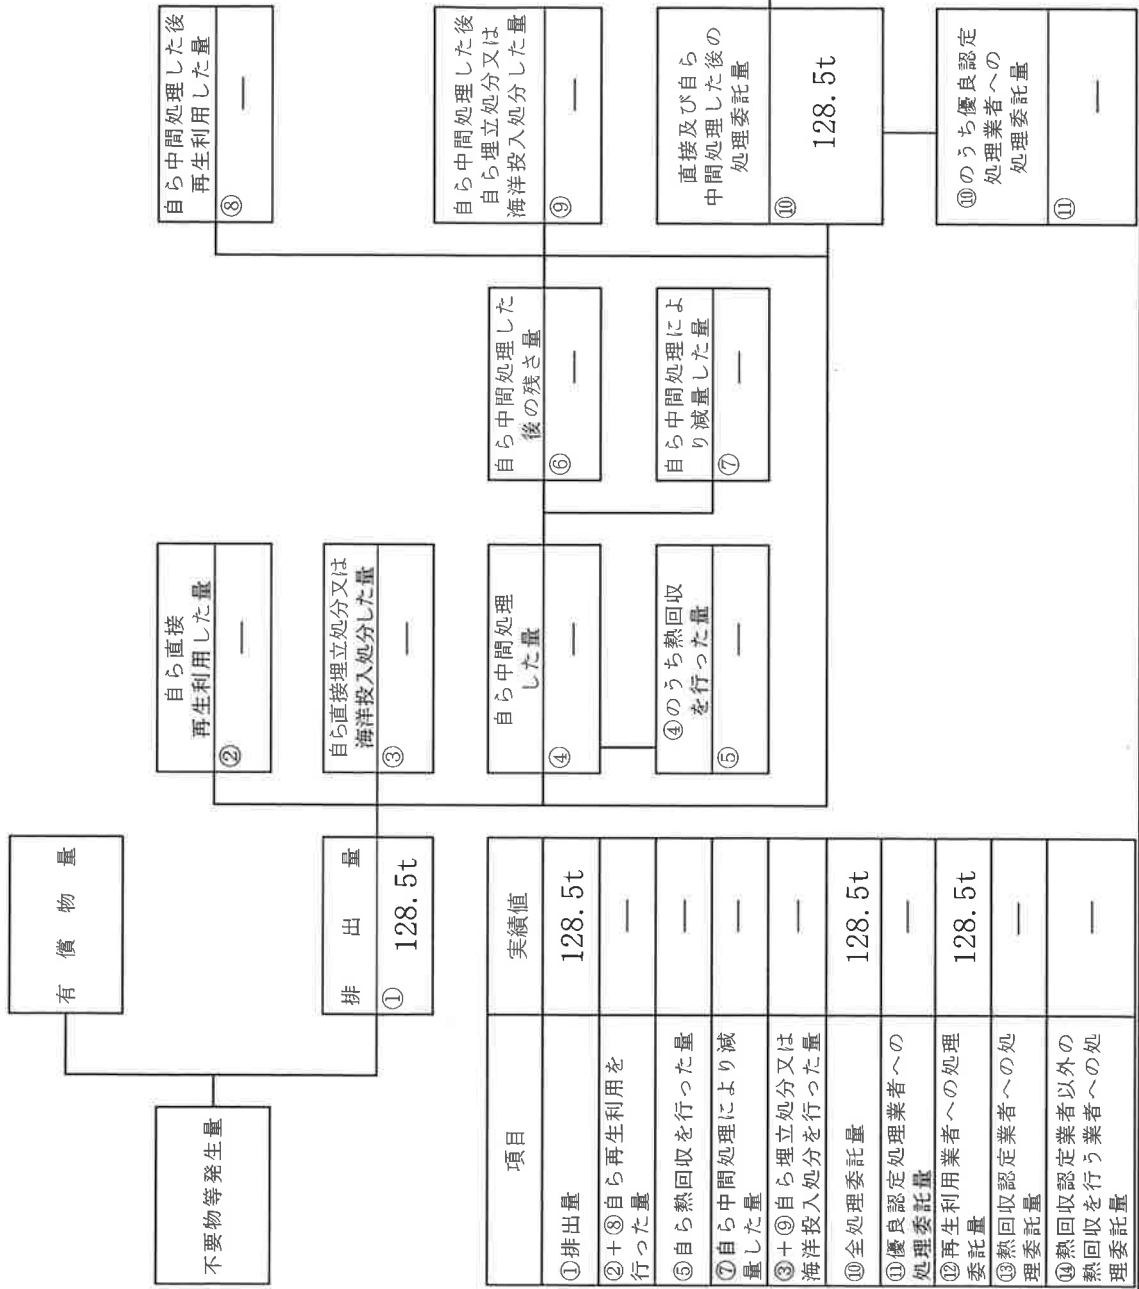 不要物等発生量
有償物量
排出量
①
128.5t
自ら直接
再生利用した量
②
—
自ら直接埋立処分又は
海洋投入処分した量
③
—
自ら中間処理
した量
④
—
④のうち熱回収
を行った量
⑤
—
自ら中間処理した
後の残さ量
⑥
—
自ら中間処理によ
り減量した量
⑦
—
自ら中間処理した後
再生利用した量
⑧
—
自ら中間処理した後
自ら埋立処分又は
海洋投入処分した量
⑨
—
直接及び自ら
中間処理した後の
処理委託量
⑩
128.5t
⑩のうち優良認定
処理業者への
処理委託量
⑪
—
項目
実績値
①排出量
128.5t
②+⑧自ら再生利用を
行った量
—
⑤自ら熱回収を行った量
—
⑦自ら中間処理により減
量した量
—
③+⑨自ら埋立処分又は
海洋投入処分を行った量
—
⑩全処理委託量
128.5t
⑪優良認定処理業者への
処理委託量
—
⑫再生利用業者への処理
委託量
128.5t
⑬熱回収認定業者への処
理委託量
—
⑭熱回収認定業者以外の
熱回収を行う業者への処
理委託量
—